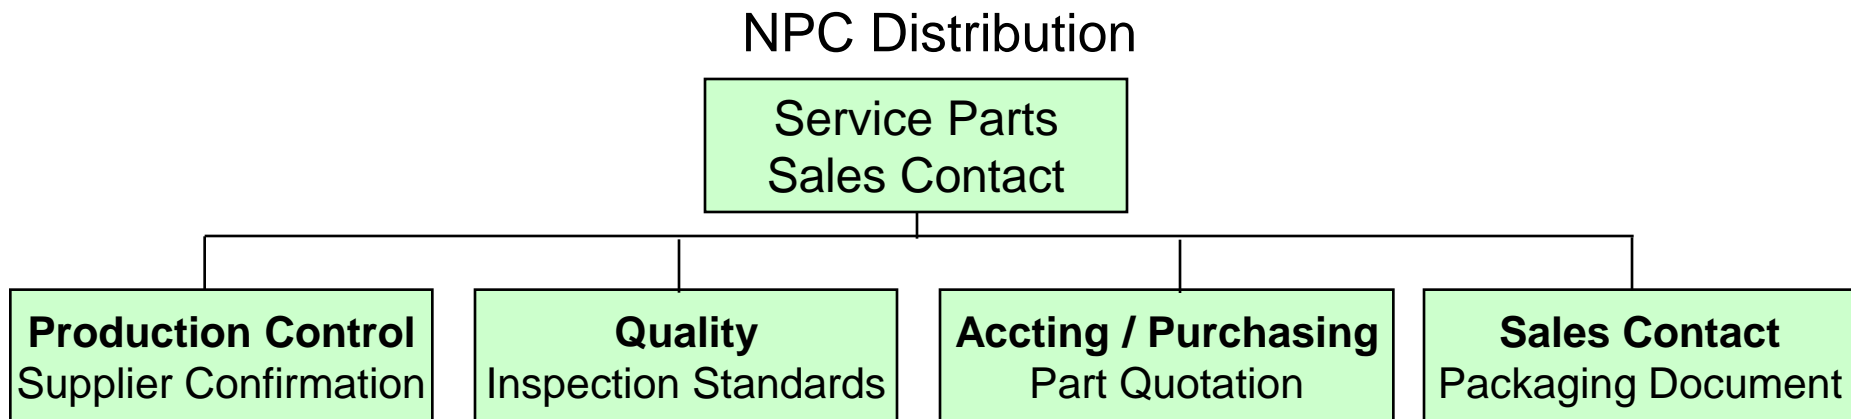 NPC Distribution
Service Parts
Sales Contact
Production Control
Supplier Confirmation
Quality
Inspection Standards
Accting / Purchasing
Part Quotation
Sales Contact
Packaging Document